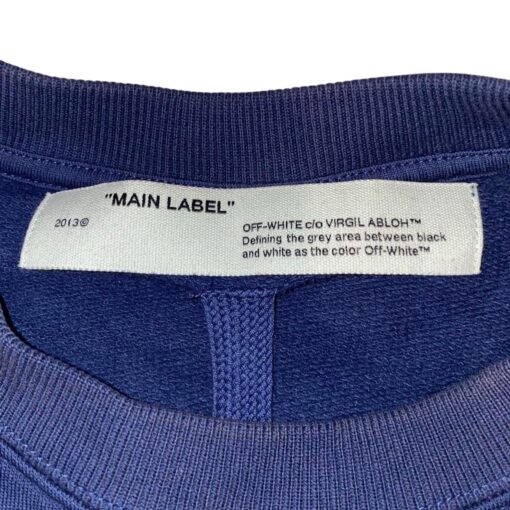 "MAIN LABEL"
2013©
OFF-WHITE c/o VIRGIL ABLOH™
Defining the grey area between black
and white as the color Off-White™